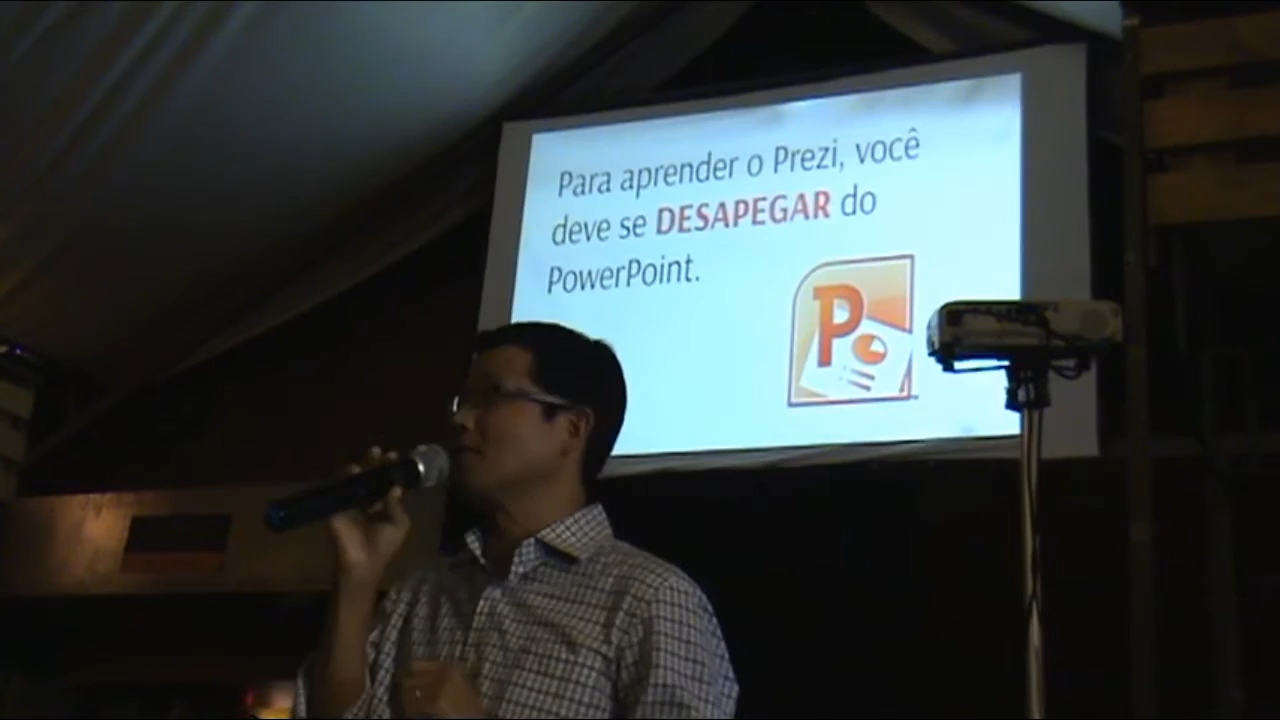 Para aprender o Prezi, você
deve se DESAPEGAR do
PowerPoint.
P